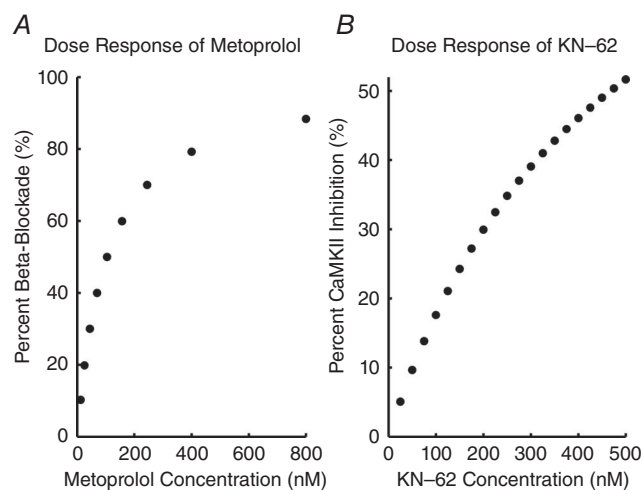 A
Dose Response of Metoprolol
Percent Beta-Blockade (%)
100
80
60
40
20
0
0 200 400 600 800
Metoprolol Concentration (nM)
B
Dose Response of KN–62
Percent CaMKII Inhibition (%)
50
40
30
20
10
0
0 100 200 300 400 500
KN–62 Concentration (nM)